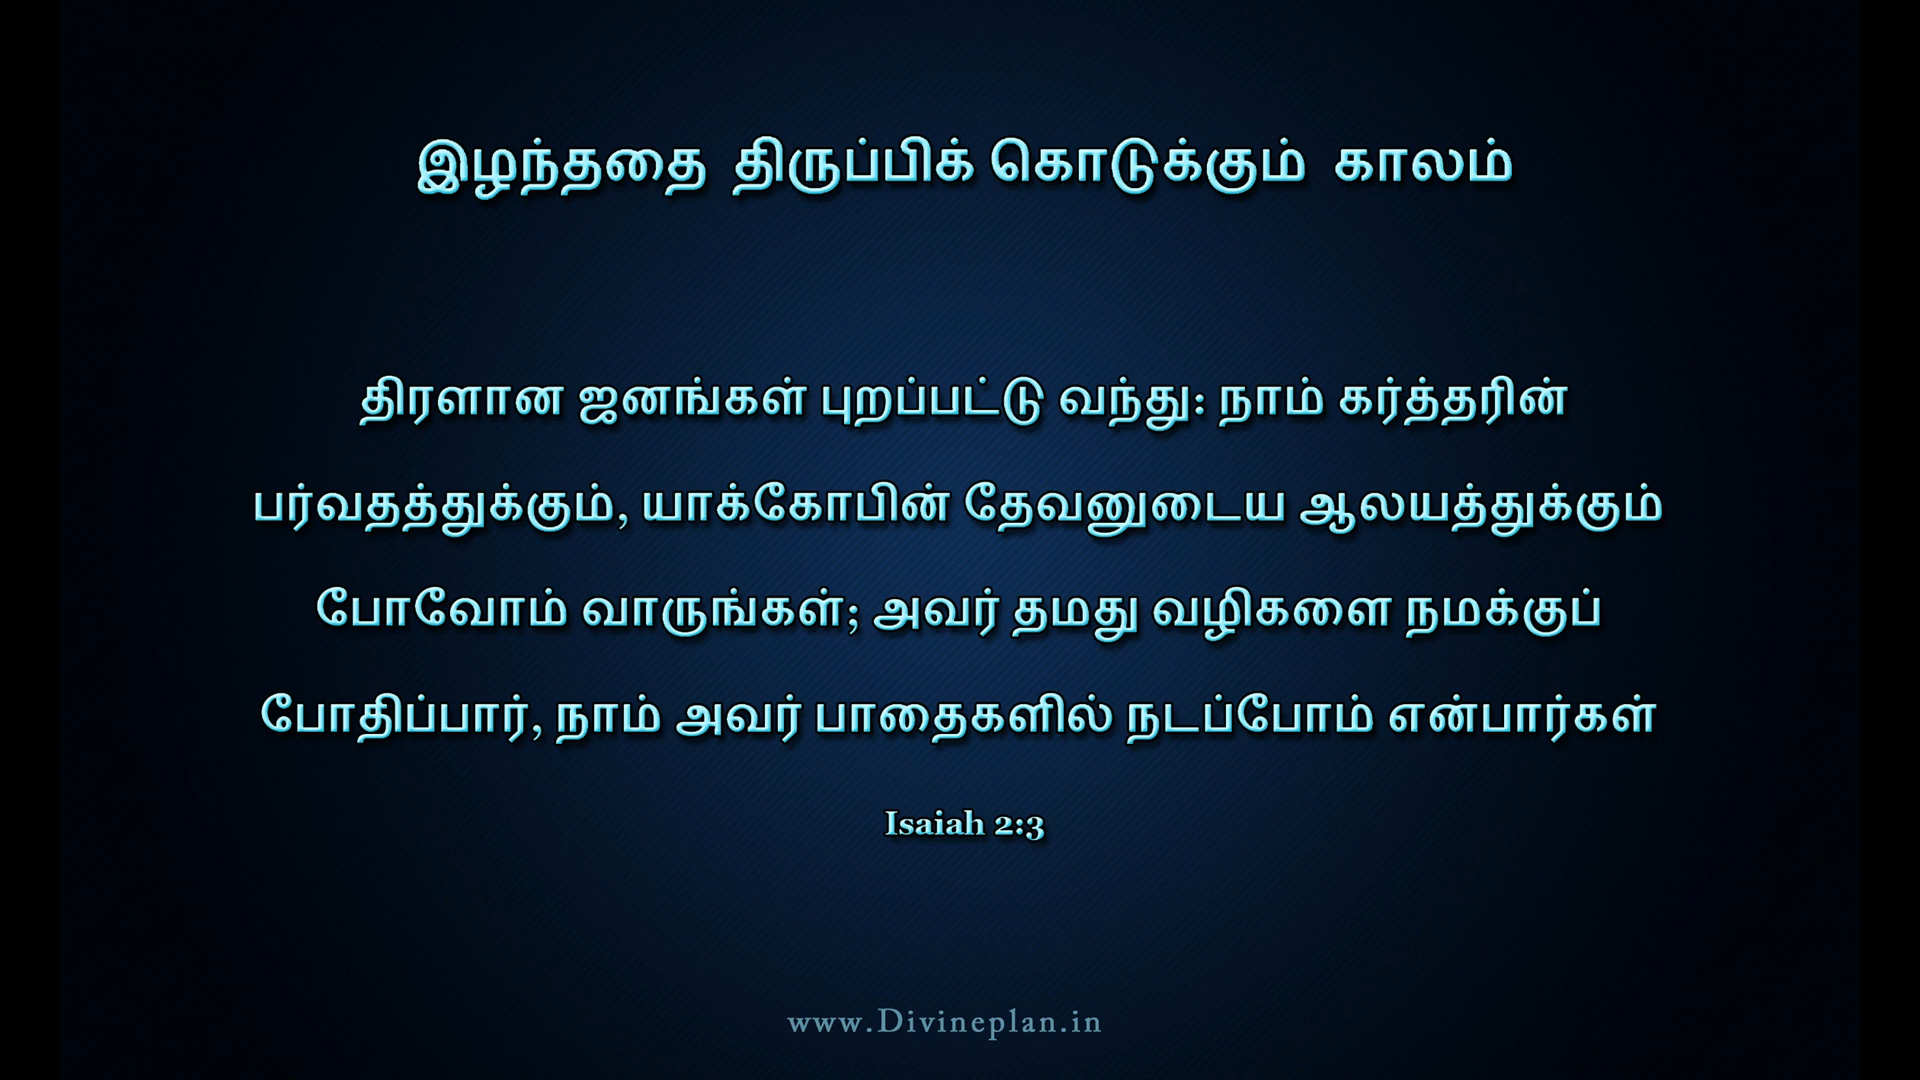 இழந்ததை திருப்பிக் கொடுக்கும் காலம்
திரளான ஜனங்கள் புறப்பட்டு வந்து: நாம் கர்த்தரின்
பர்வதத்துக்கும், யாக்கோபின் தேவனுடைய ஆலயத்துக்கும்
போவோம் வாருங்கள்; அவர் தமது வழிகளை நமக்குப்
போதிப்பார், நாம் அவர் பாதைகளில் நடப்போம் என்பார்கள்
Isaiah 2:3
www.Divineplan.in